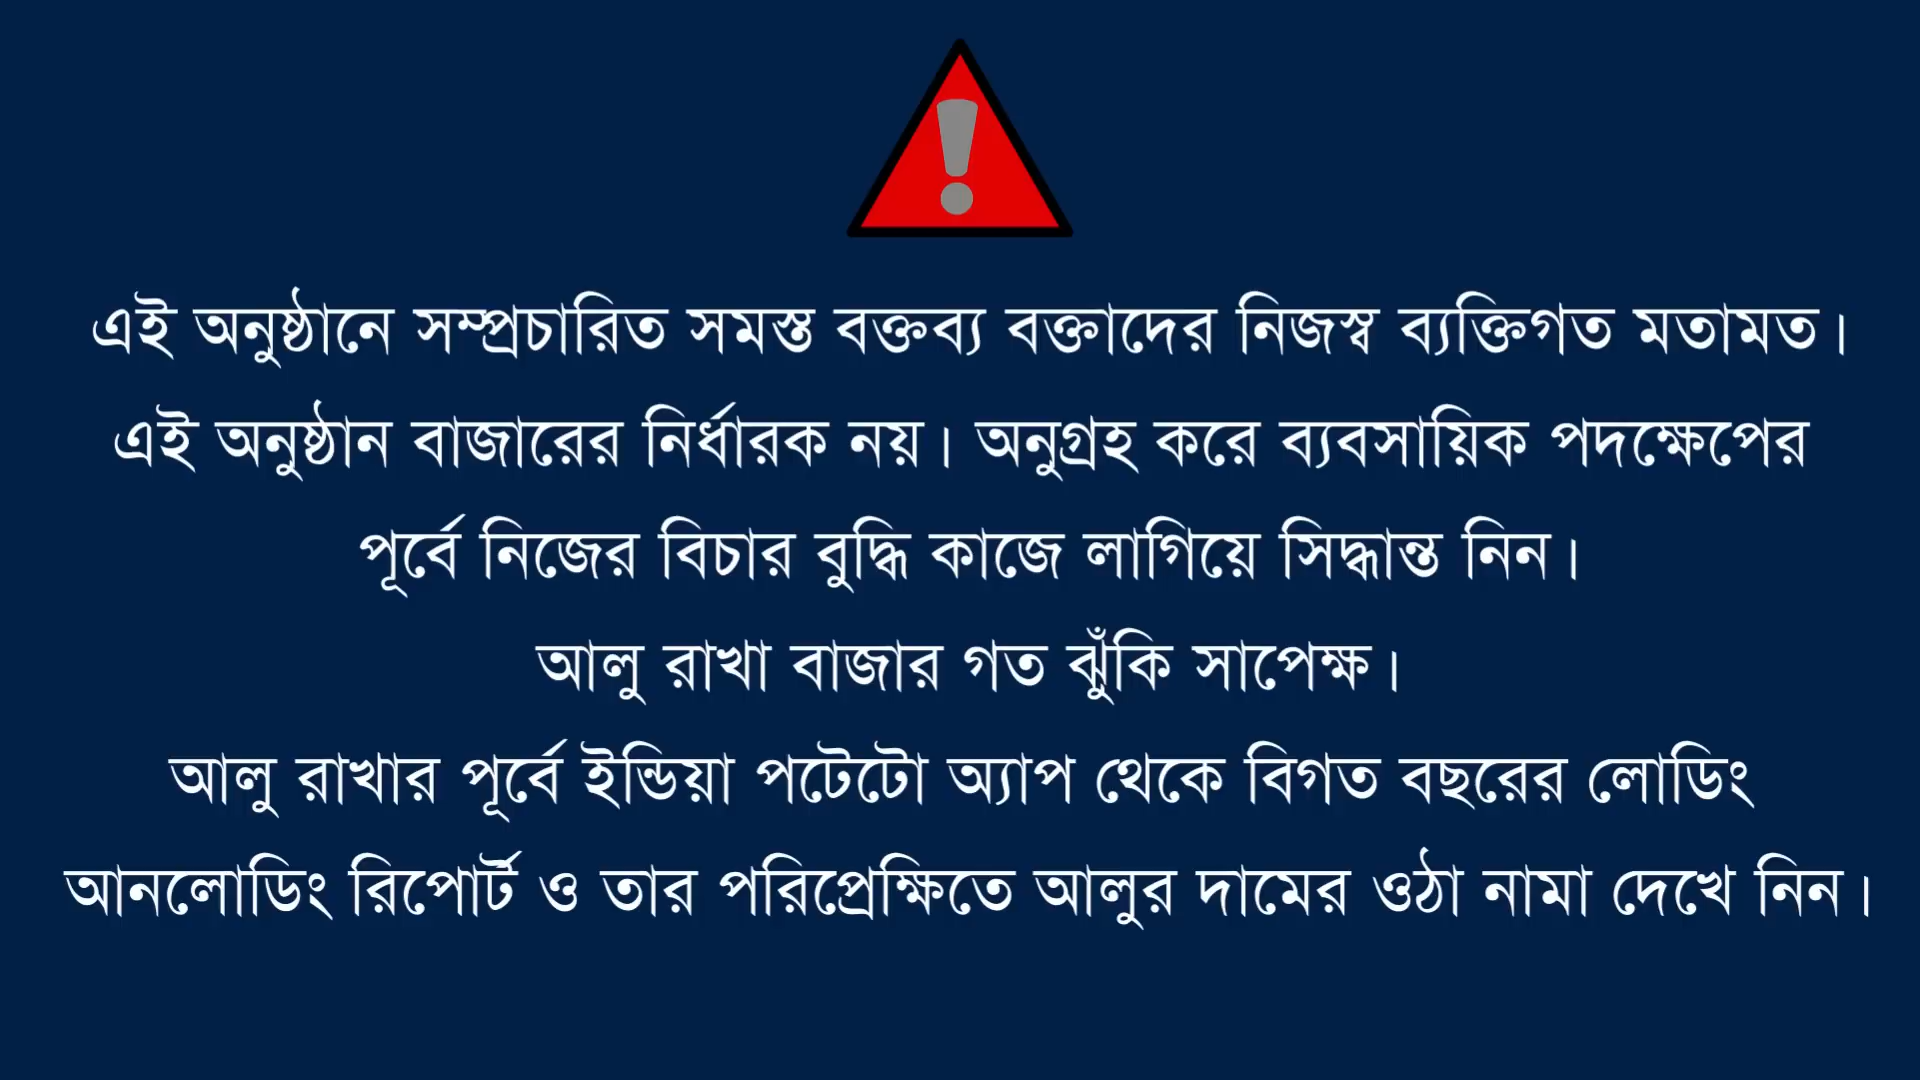 এই অনুষ্ঠানে সম্প্রচারিত সমস্ত বক্তব্য বক্তাদের নিজস্ব ব্যক্তিগত মতামত।
এই অনুষ্ঠান বাজারের নির্ধারক নয়। অনুগ্রহ করে ব্যবসায়িক পদক্ষেপের
পূর্বে নিজের বিচার বুদ্ধি কাজে লাগিয়ে সিদ্ধান্ত নিন।
আলু রাখা বাজার গত ঝুঁকি সাপেক্ষ।
আলু রাখার পূর্বে ইন্ডিয়া পটেটো অ্যাপ থেকে বিগত বছরের লোডিং
আনলোডিং রিপোর্ট ও তার পরিপ্রেক্ষিতে আলুর দামের ওঠা নামা দেখে নিন।